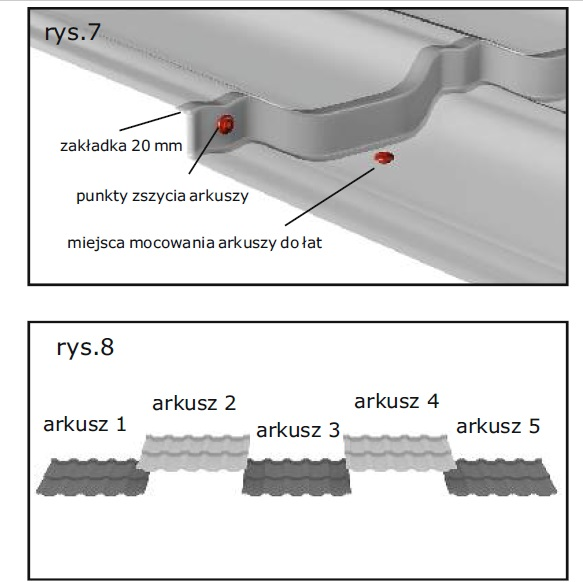 rys.7
zakładka 20 mm
punkty zszycia arkuszy
miejsca mocowania arkuszy do łat
rys.8
arkusz 1
arkusz 2
arkusz 3
arkusz 4
arkusz 5